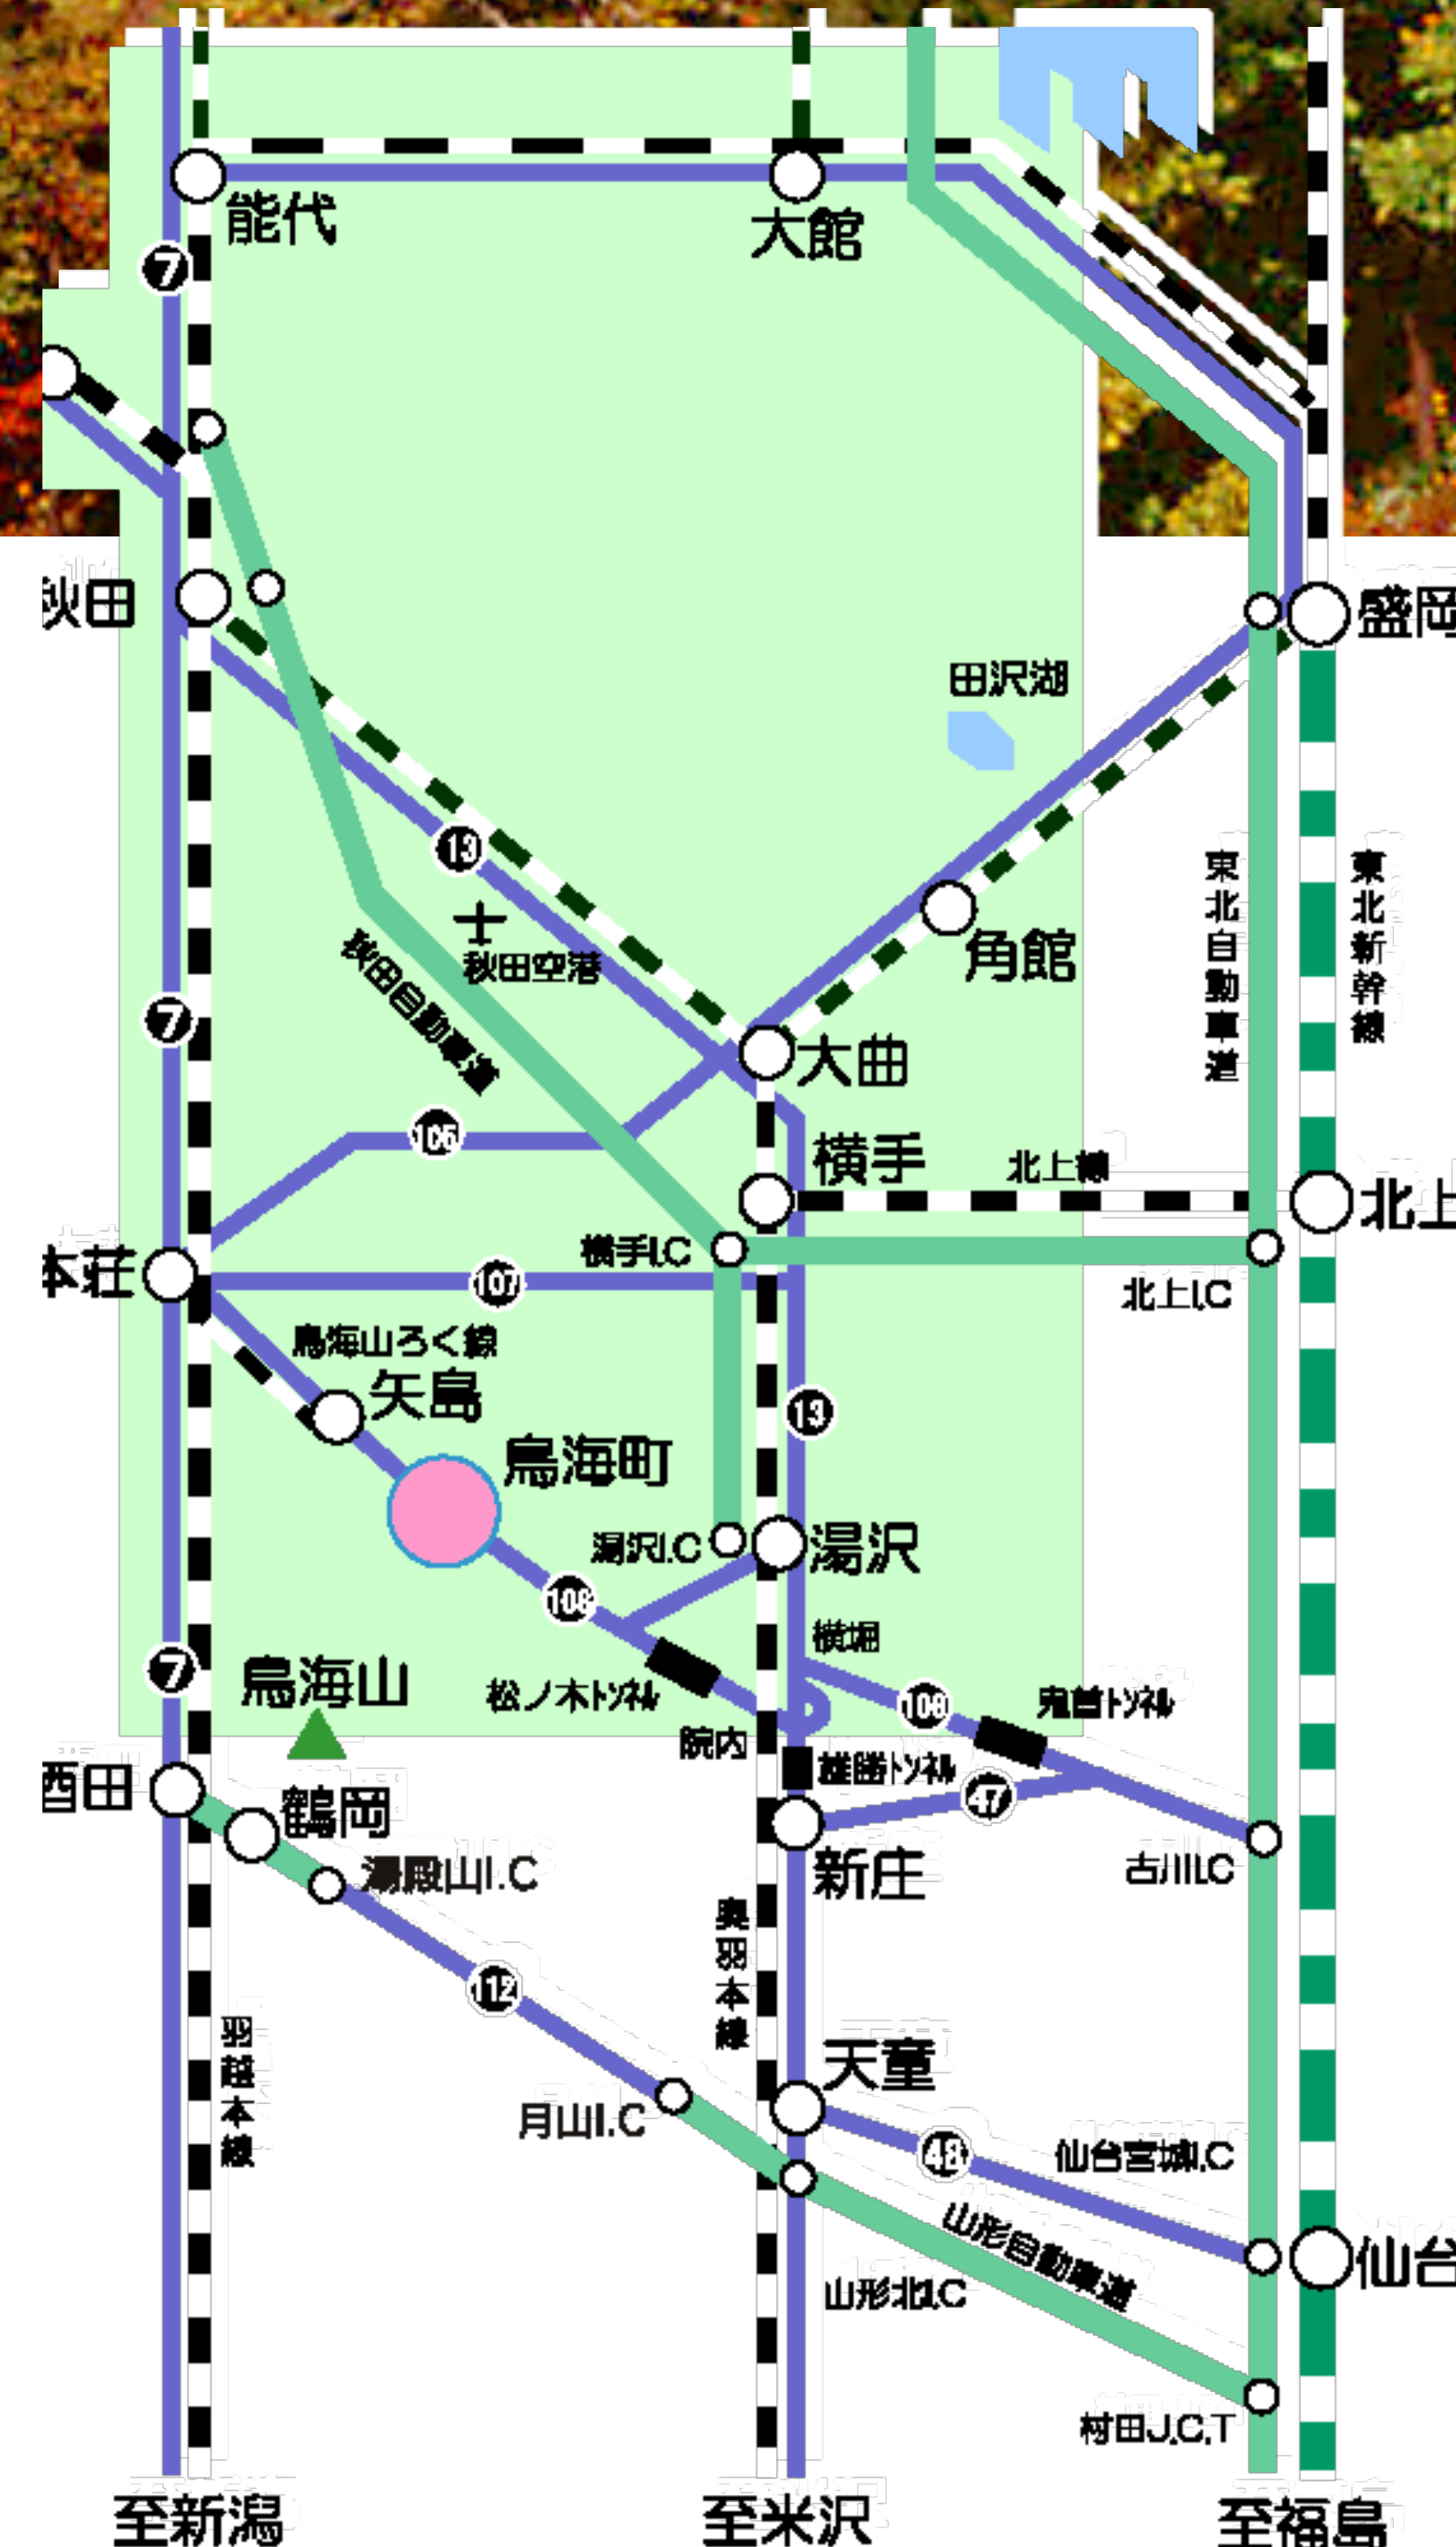 能代
大館
7
秋田
盛岡
田沢湖
13
秋田空港
角館
秋田自動車道
東北自動車道
東北新幹線
7
大曲
105
横手
北上線
北上
横手I.C
本荘
107
北上I.C
鳥海山ろく線
矢島
13
鳥海町
湯沢I.C
湯沢
108
横堀
7
鳥海山
松ノ木トンネル
108
鬼首トンネル
院内
雄勝トンネル
47
酒田
鶴岡
新庄
古川I.C
湯殿山I.C
112
奥羽本線
羽越本線
天童
月山I.C
48
仙台宮城I.C
山形自動車道
仙台
山形北I.C
村田J.C.T
至新潟
至米沢
至福島